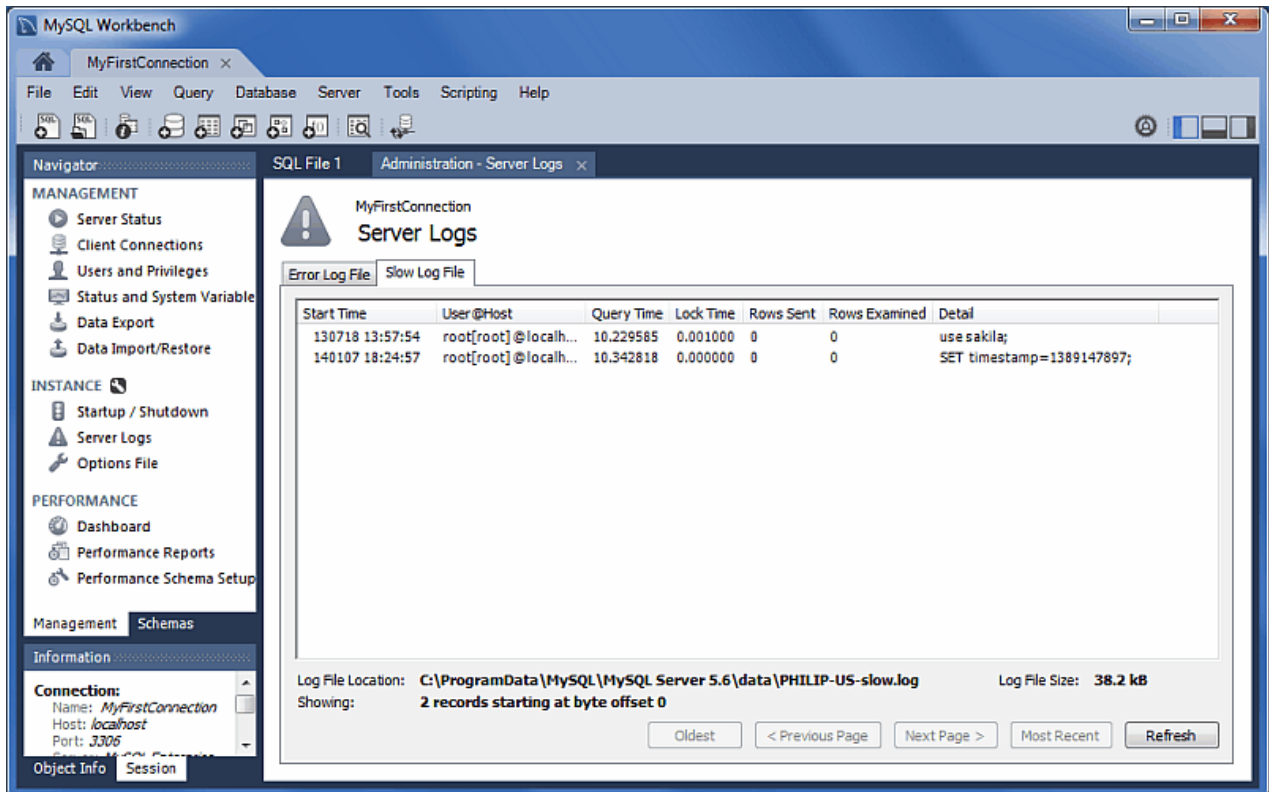 MySQL Workbench
MyFirstConnection ×
File Edit View Query Database Server Tools Scripting Help
Navigator
MANAGEMENT
Server Status
Client Connections
Users and Privileges
Status and System Variable
Data Export
Data Import/Restore
INSTANCE
Startup / Shutdown
Server Logs
Options File
PERFORMANCE
Dashboard
Performance Reports
Performance Schema Setup
Management Schemas
Information
Connection:
Name: MyFirstConnection
Host: localhost
Port: 3306
Object Info Session
SQL File 1 Administration - Server Logs ×
MyFirstConnection
Server Logs
Error Log File Slow Log File
Start Time User@Host Query Time Lock Time Rows Sent Rows Examined Detail
130718 13:57:54 root[root]@localh... 10.229585 0.001000 0 0 use sakila;
140107 18:24:57 root[root]@localh... 10.342818 0.000000 0 0 SET timestamp=1389147897;
Log File Location: C:\ProgramData\MySQL\MySQL Server 5.6\data\PHILIP-US-slow.log Log File Size: 38.2 kB
Showing: 2 records starting at byte offset 0
Oldest < Previous Page Next Page > Most Recent Refresh